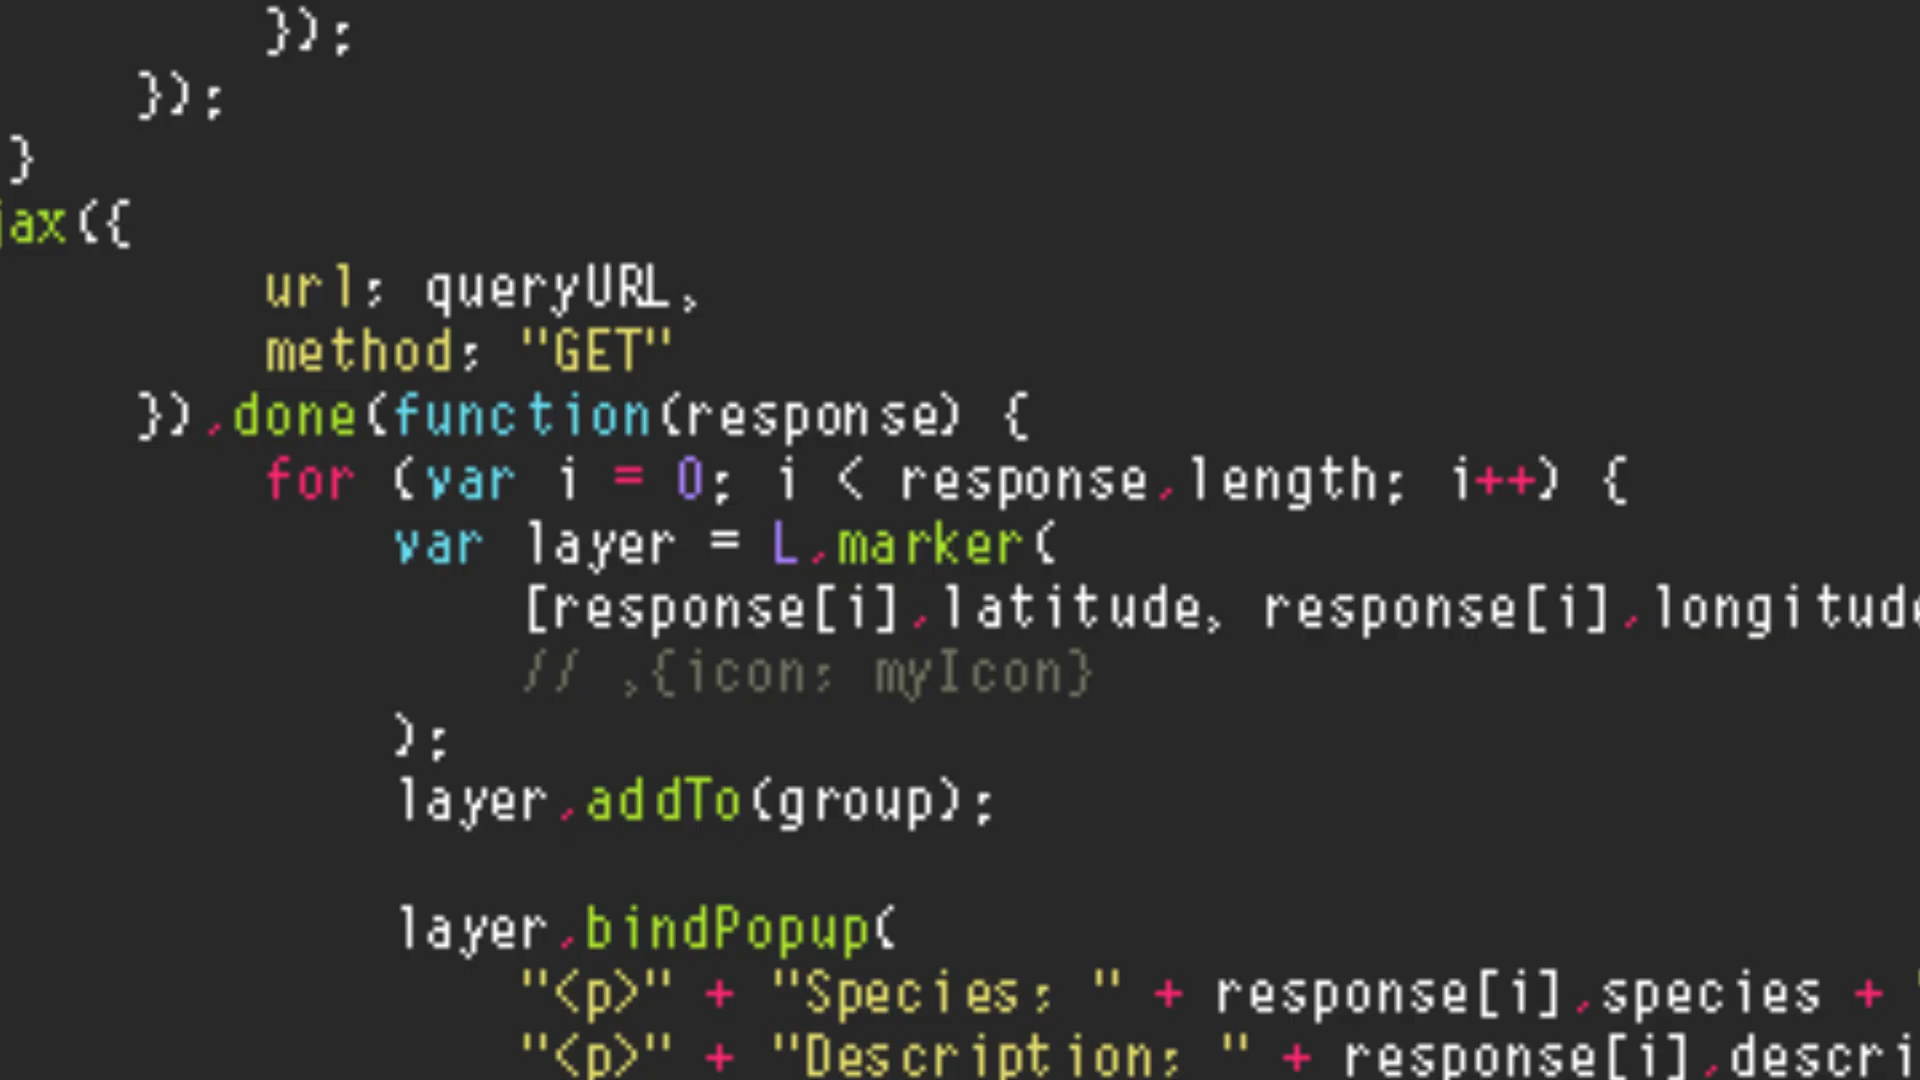 });
});
}
jax({
url: queryURL,
method: "GET"
}).done(function(response) {
for (var i = 0; i < response.length; i++) {
var layer = L.marker(
[response[i].latitude, response[i].longitude
// ,{icon: myIcon}
);
layer.addTo(group);
layer.bindPopup(
"<p>" + "Species: " + response[i].species + "
"<p>" + "Description: " + response[i].descri